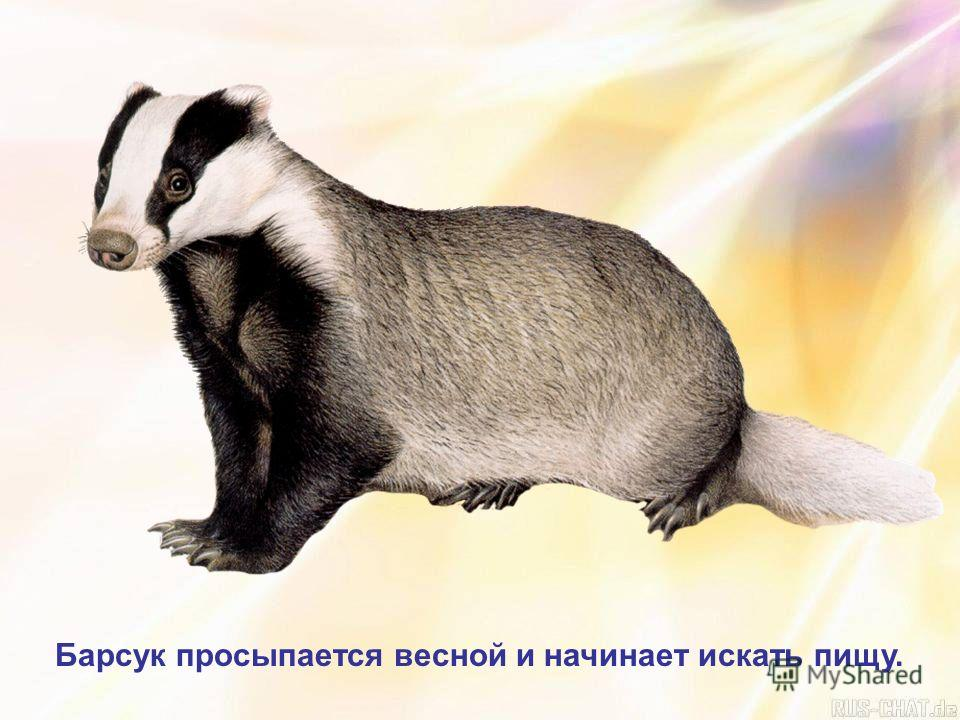 Барсук просыпается весной и начинает искать пищу.
MyShared
RUS-CHAT.de